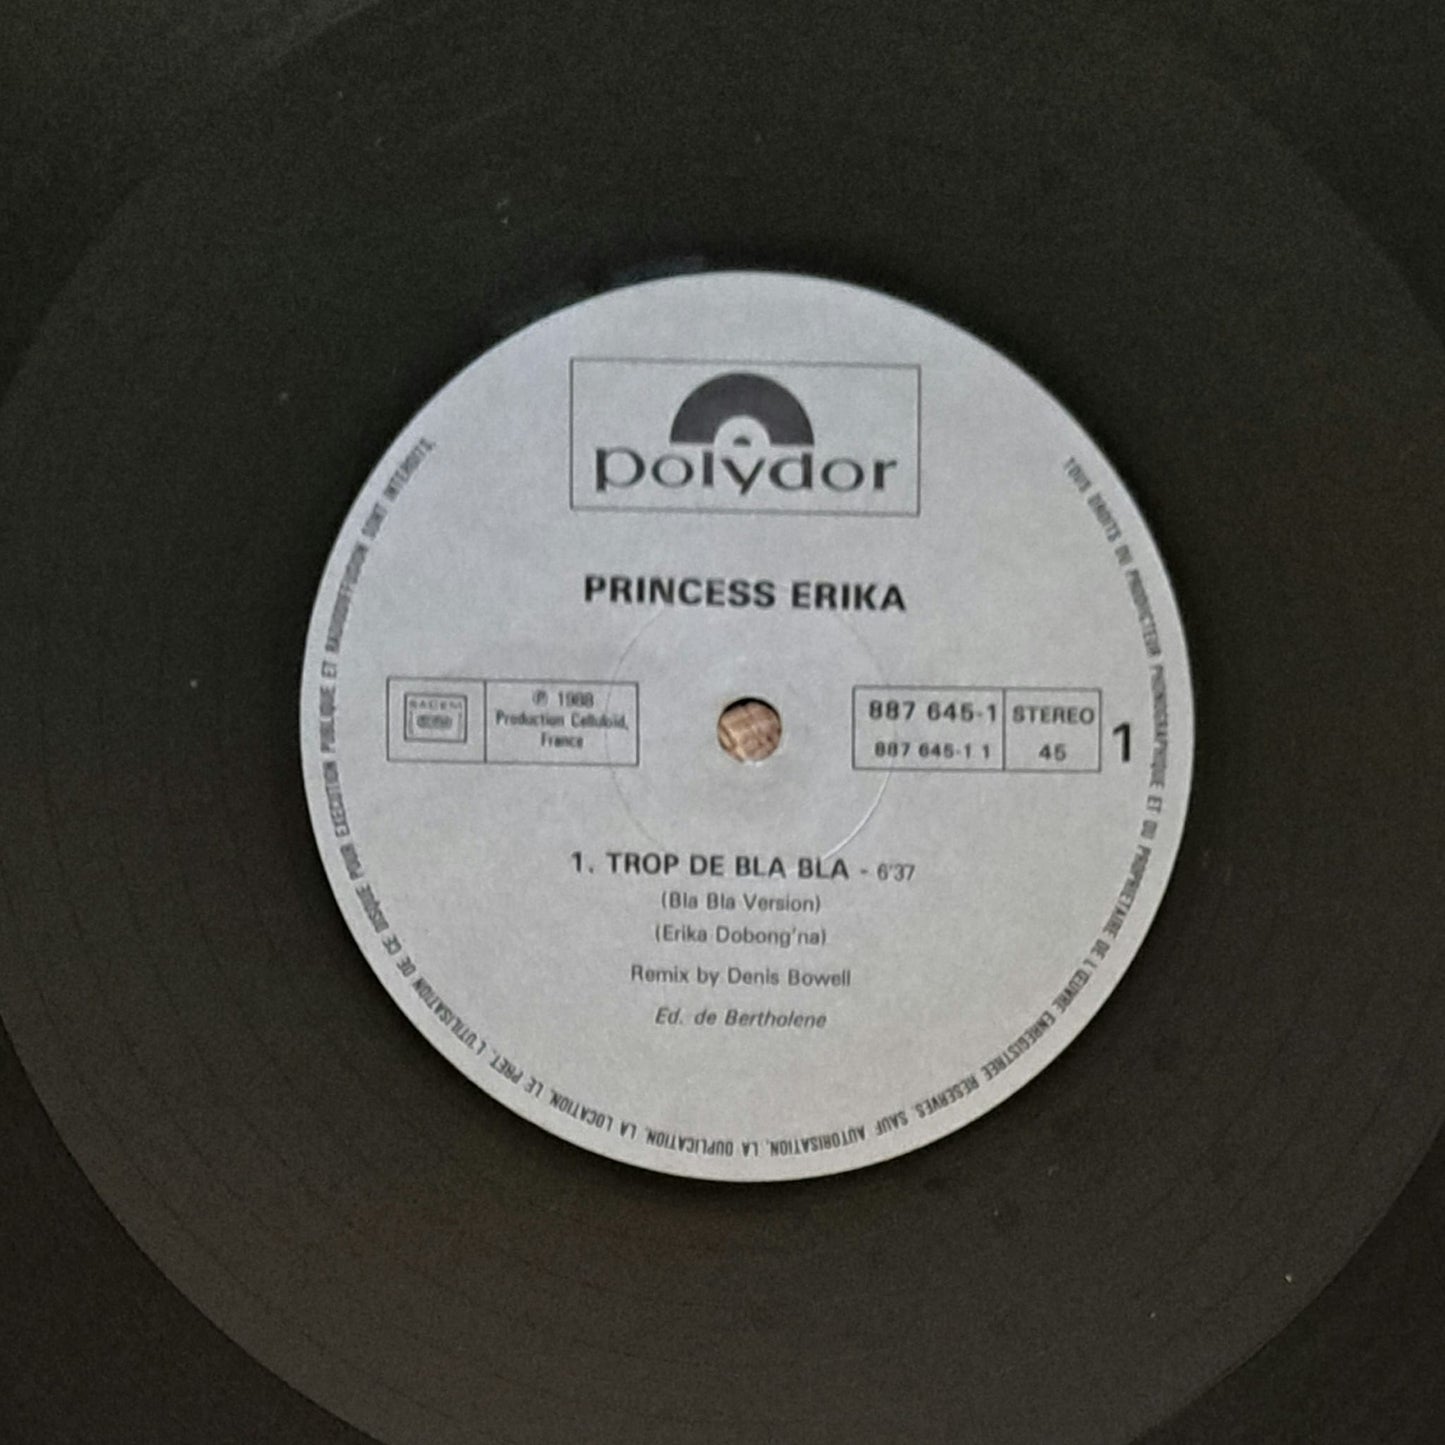 polydor
PRINCESS ERIKA
SACEM
℗ 1988
Production Celluloid,
France
887 645-1
887 645-1 1
STEREO
45
1
1. TROP DE BLA BLA - 6'37
(Bla Bla Version)
(Erika Dobong'na)
Remix by Denis Bowell
Ed. de Bertholene
TOUS DROITS DU PRODUCTEUR PHONOGRAPHIQUE ET DU PROPRIETAIRE DE L'ŒUVRE ENREGISTREE RESERVES. SAUF AUTORISATION, LA DUPLICATION, LA LOCATION, LE PRET, L'UTILISATION DE CE DISQUE POUR EXECUTION PUBLIQUE ET RADIODIFFUSION SONT INTERDITS.